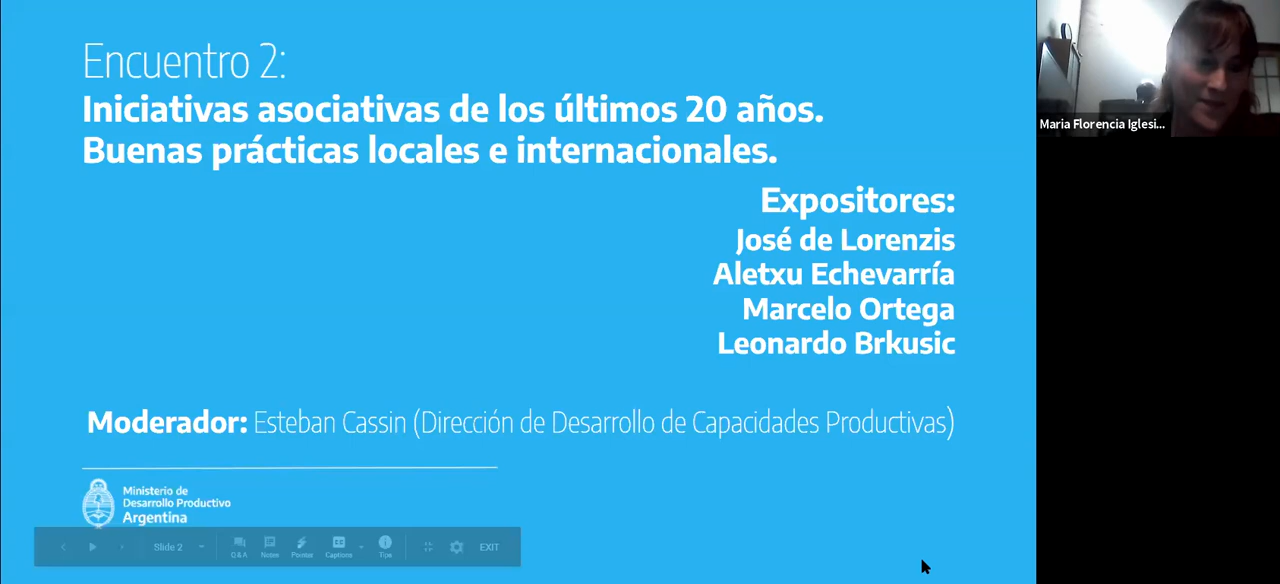 Encuentro 2:
Iniciativas asociativas de los últimos 20 años.
Buenas prácticas locales e internacionales.
Expositores:
José de Lorenzis
Aletxu Echevarría
Marcelo Ortega
Leonardo Brkusic
Moderador: Esteban Cassin (Dirección de Desarrollo de Capacidades Productivas)
Ministerio de
Desarrollo Productivo
Argentina
Slide 2
Q&A
Notes
Pointer
Captions
Tips
EXIT
Maria Florencia Iglesi...